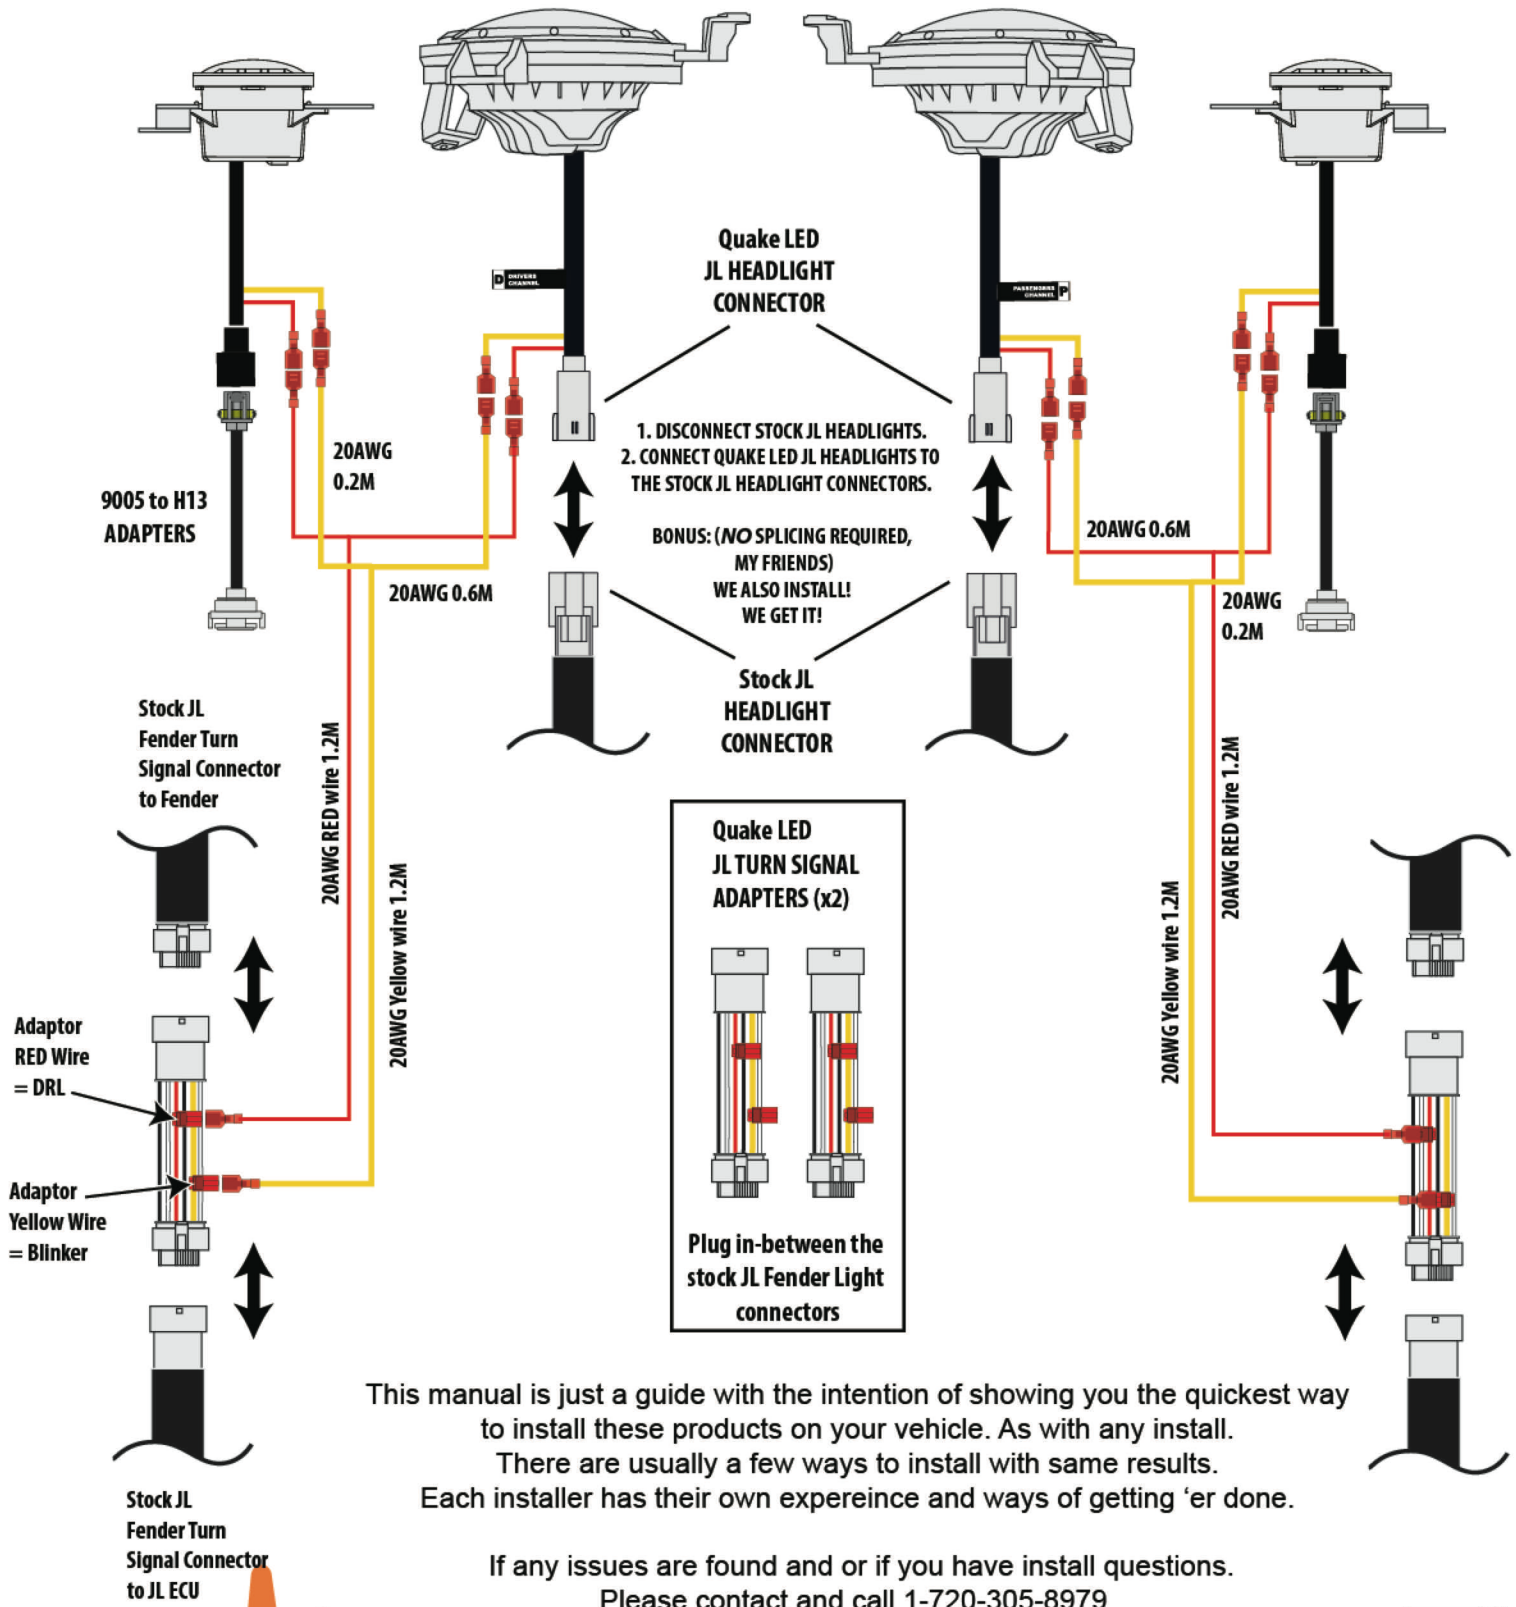 Quake LED
JL HEADLIGHT
CONNECTOR
D DRIVERS
CHANNEL
PASSENGERS
CHANNEL P
1. DISCONNECT STOCK JL HEADLIGHTS.
2. CONNECT QUAKE LED JL HEADLIGHTS TO
THE STOCK JL HEADLIGHT CONNECTORS.
BONUS: (NO SPLICING REQUIRED,
MY FRIENDS)
WE ALSO INSTALL!
WE GET IT!
20AWG
0.2M
9005 to H13
ADAPTERS
20AWG 0.6M
20AWG 0.6M
20AWG
0.2M
Stock JL
HEADLIGHT
CONNECTOR
Stock JL
Fender Turn
Signal Connector
to Fender
20AWG RED wire 1.2M
20AWG Yellow wire 1.2M
20AWG Yellow wire 1.2M
20AWG RED wire 1.2M
Quake LED
JL TURN SIGNAL
ADAPTERS (x2)
Plug in-between the
stock JL Fender Light
connectors
Adaptor
RED Wire
= DRL
Adaptor
Yellow Wire
= Blinker
This manual is just a guide with the intention of showing you the quickest way
to install these products on your vehicle. As with any install.
There are usually a few ways to install with same results.
Each installer has their own expereince and ways of getting ‘er done.
Stock JL
Fender Turn
Signal Connector
to JL ECU
If any issues are found and or if you have install questions.
Please contact and call 1-720-305-8979